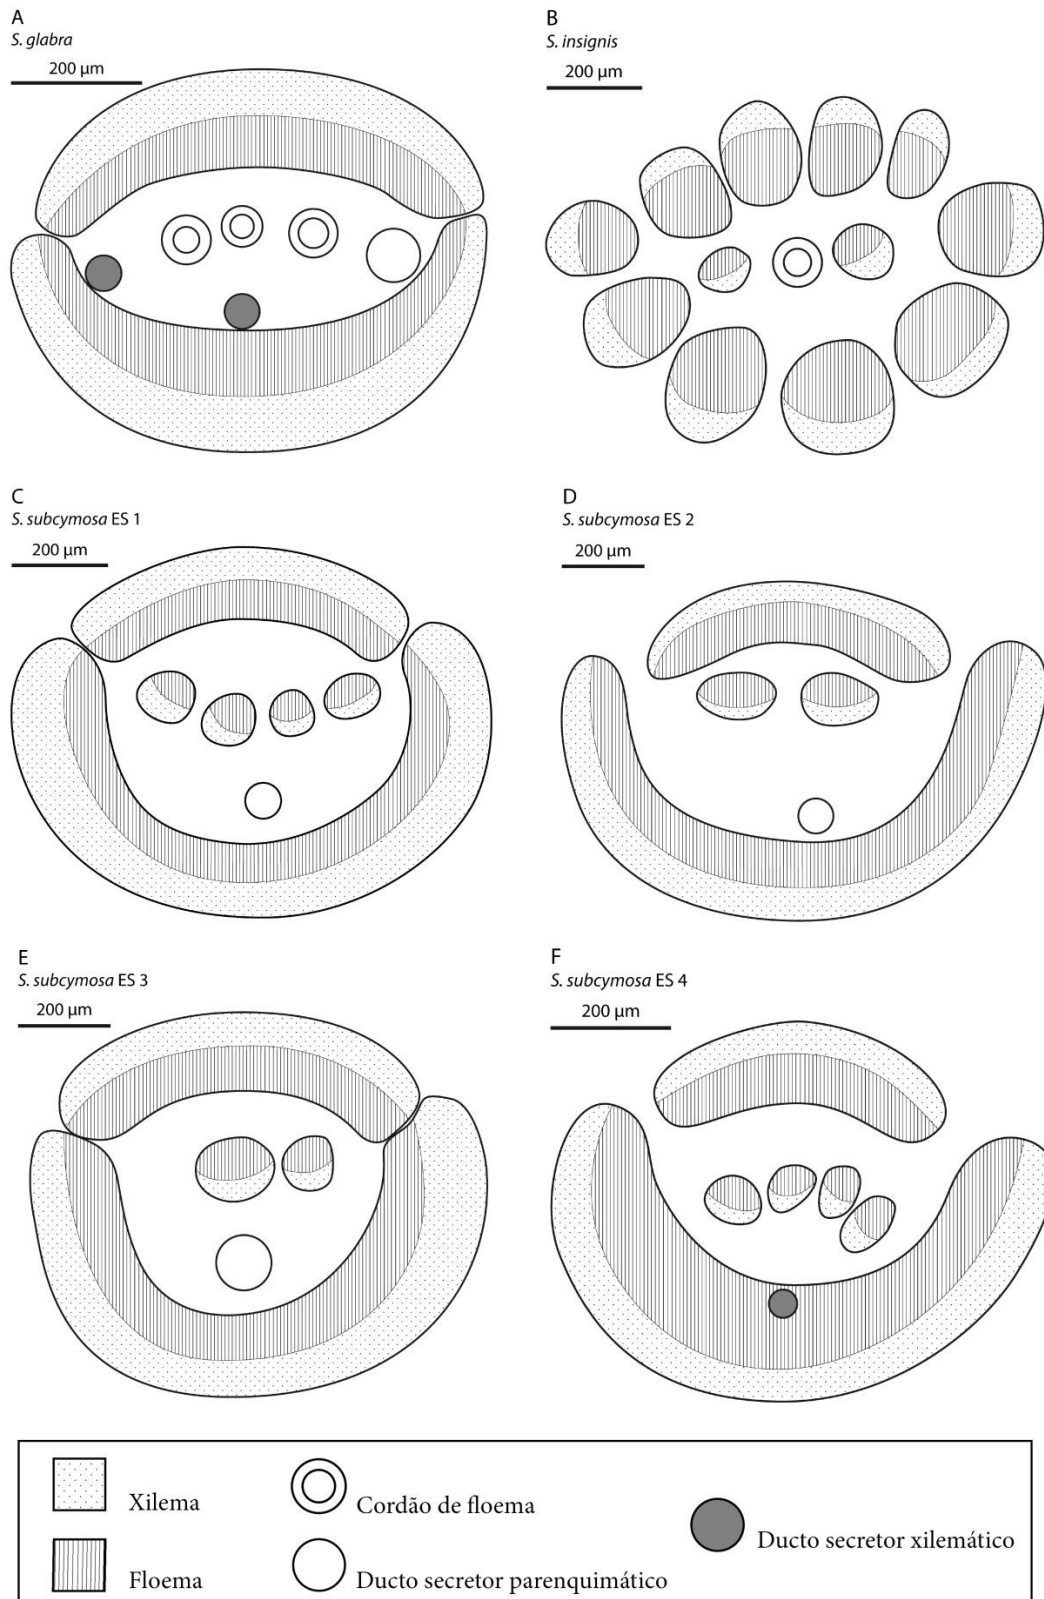 A
S. glabra
200 µm
B
S. insignis
200 µm
C
S. subcymosa ES 1
200 µm
D
S. subcymosa ES 2
200 µm
E
S. subcymosa ES 3
200 µm
F
S. subcymosa ES 4
200 µm
Xilema
Cordão de floema
Ducto secretor xilemático
Floema
Ducto secretor parenquimático